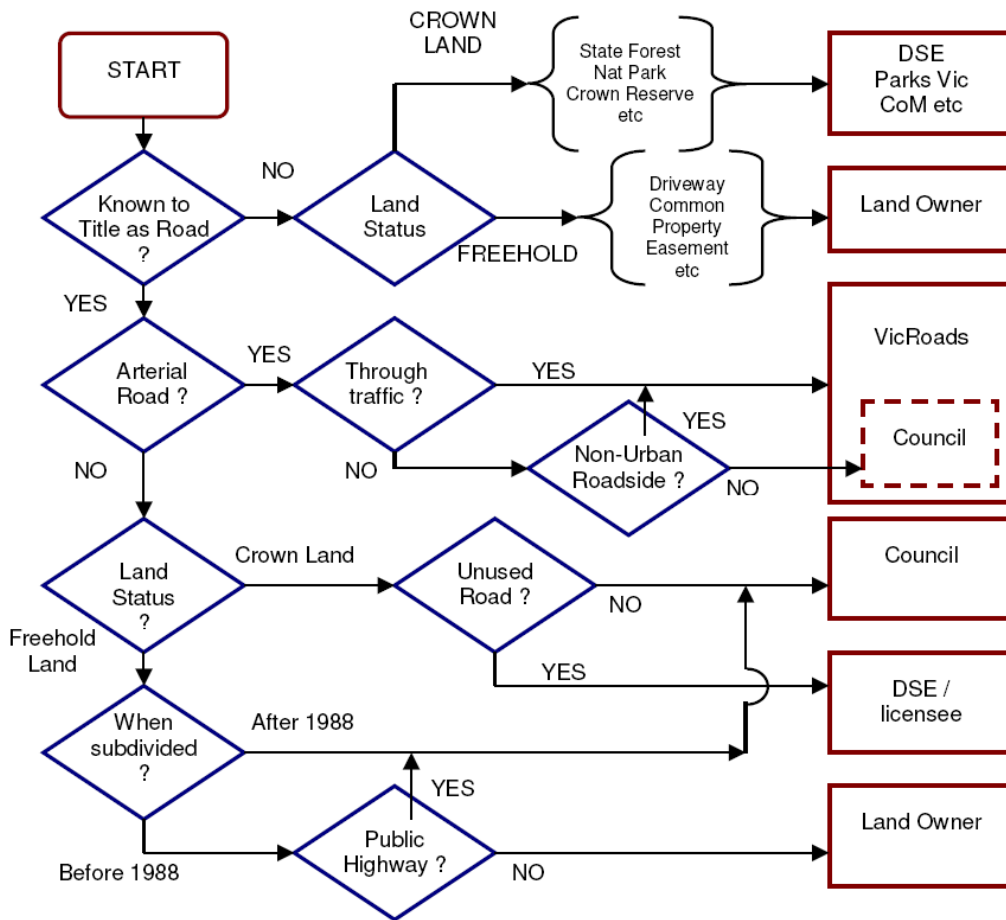 START
CROWN
LAND
State Forest
Nat Park
Crown Reserve
etc
DSE
Parks Vic
CoM etc
Known to
Title as Road
?
NO
Land
Status
FREEHOLD
Driveway
Common
Property
Easement
etc
Land Owner
YES
Arterial
Road ?
YES
Through
traffic ?
YES
VicRoads
NO
NO
Non-Urban
Roadside ?
YES
NO
Council
Land
Status
?
Crown Land
Unused
Road ?
NO
Council
Freehold
Land
YES
DSE /
licensee
When
subdivided
?
After 1988
YES
Before 1988
Public
Highway ?
NO
Land Owner